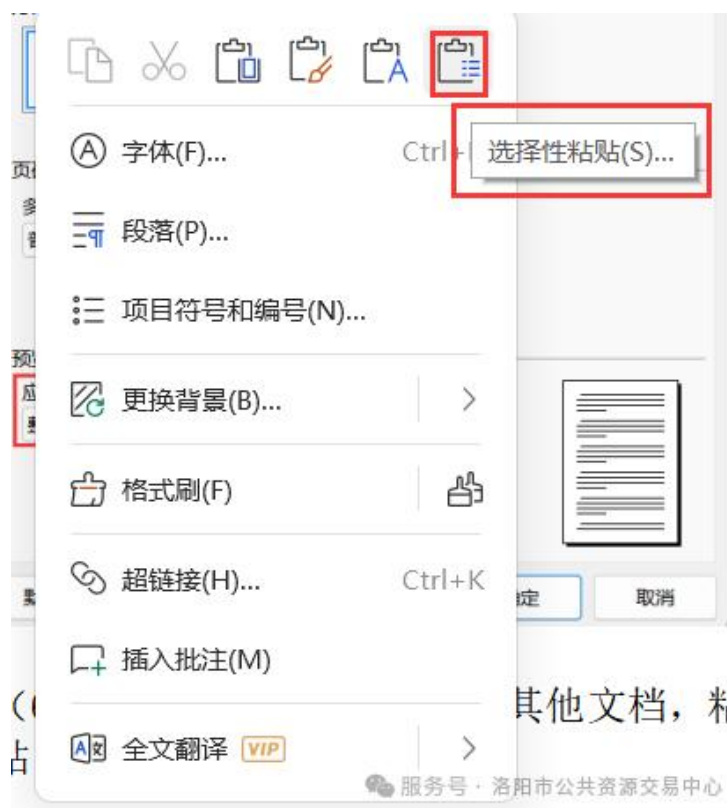 字体(F)...
Ctrl+
选择性粘贴(S)...
段落(P)...
项目符号和编号(N)...
更换背景(B)...
格式刷(F)
超链接(H)... Ctrl+K
取消
插入批注(M)
其他文档，
全文翻译 VIP
服务号 · 洛阳市公共资源交易中心